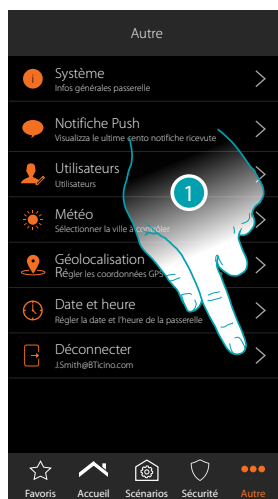 Autre
Système
Infos générales passerelle
Notifiche Push
Visualizza le ultime cento notifiche ricevute
Utilisateurs
Utilisateurs
1
Météo
Sélectionner la ville à contrôler
Géolocalisation
Régler les coordonnées GPS
Date et heure
Régler la date et l'heure de la passerelle
Déconnecter
J.Smith@BTicino.com
Favoris Accueil Scénarios Sécurité Autre